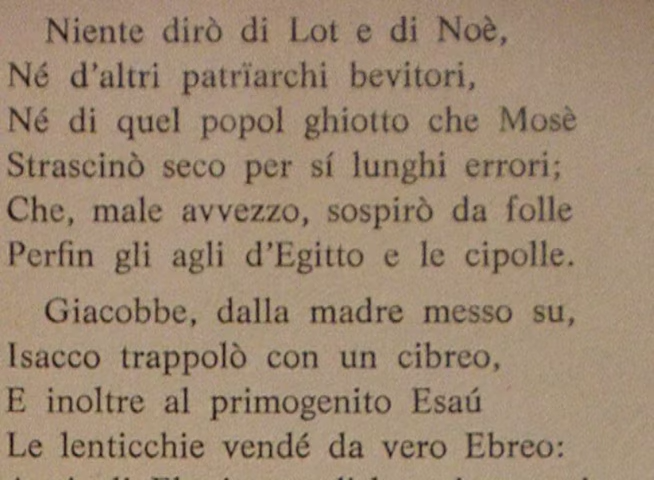 Niente dirò di Lot e di Noè,
Né d'altri patrïarchi bevitori,
Né di quel popol ghiotto che Mosè
Strascinò seco per sí lunghi errori;
Che, male avvezzo, sospirò da folle
Perfin gli agli d'Egitto e le cipolle.
Giacobbe, dalla madre messo su,
Isacco trappolò con un cibreo,
E inoltre al primogenito Esaú
Le lenticchie vendé da vero Ebreo: